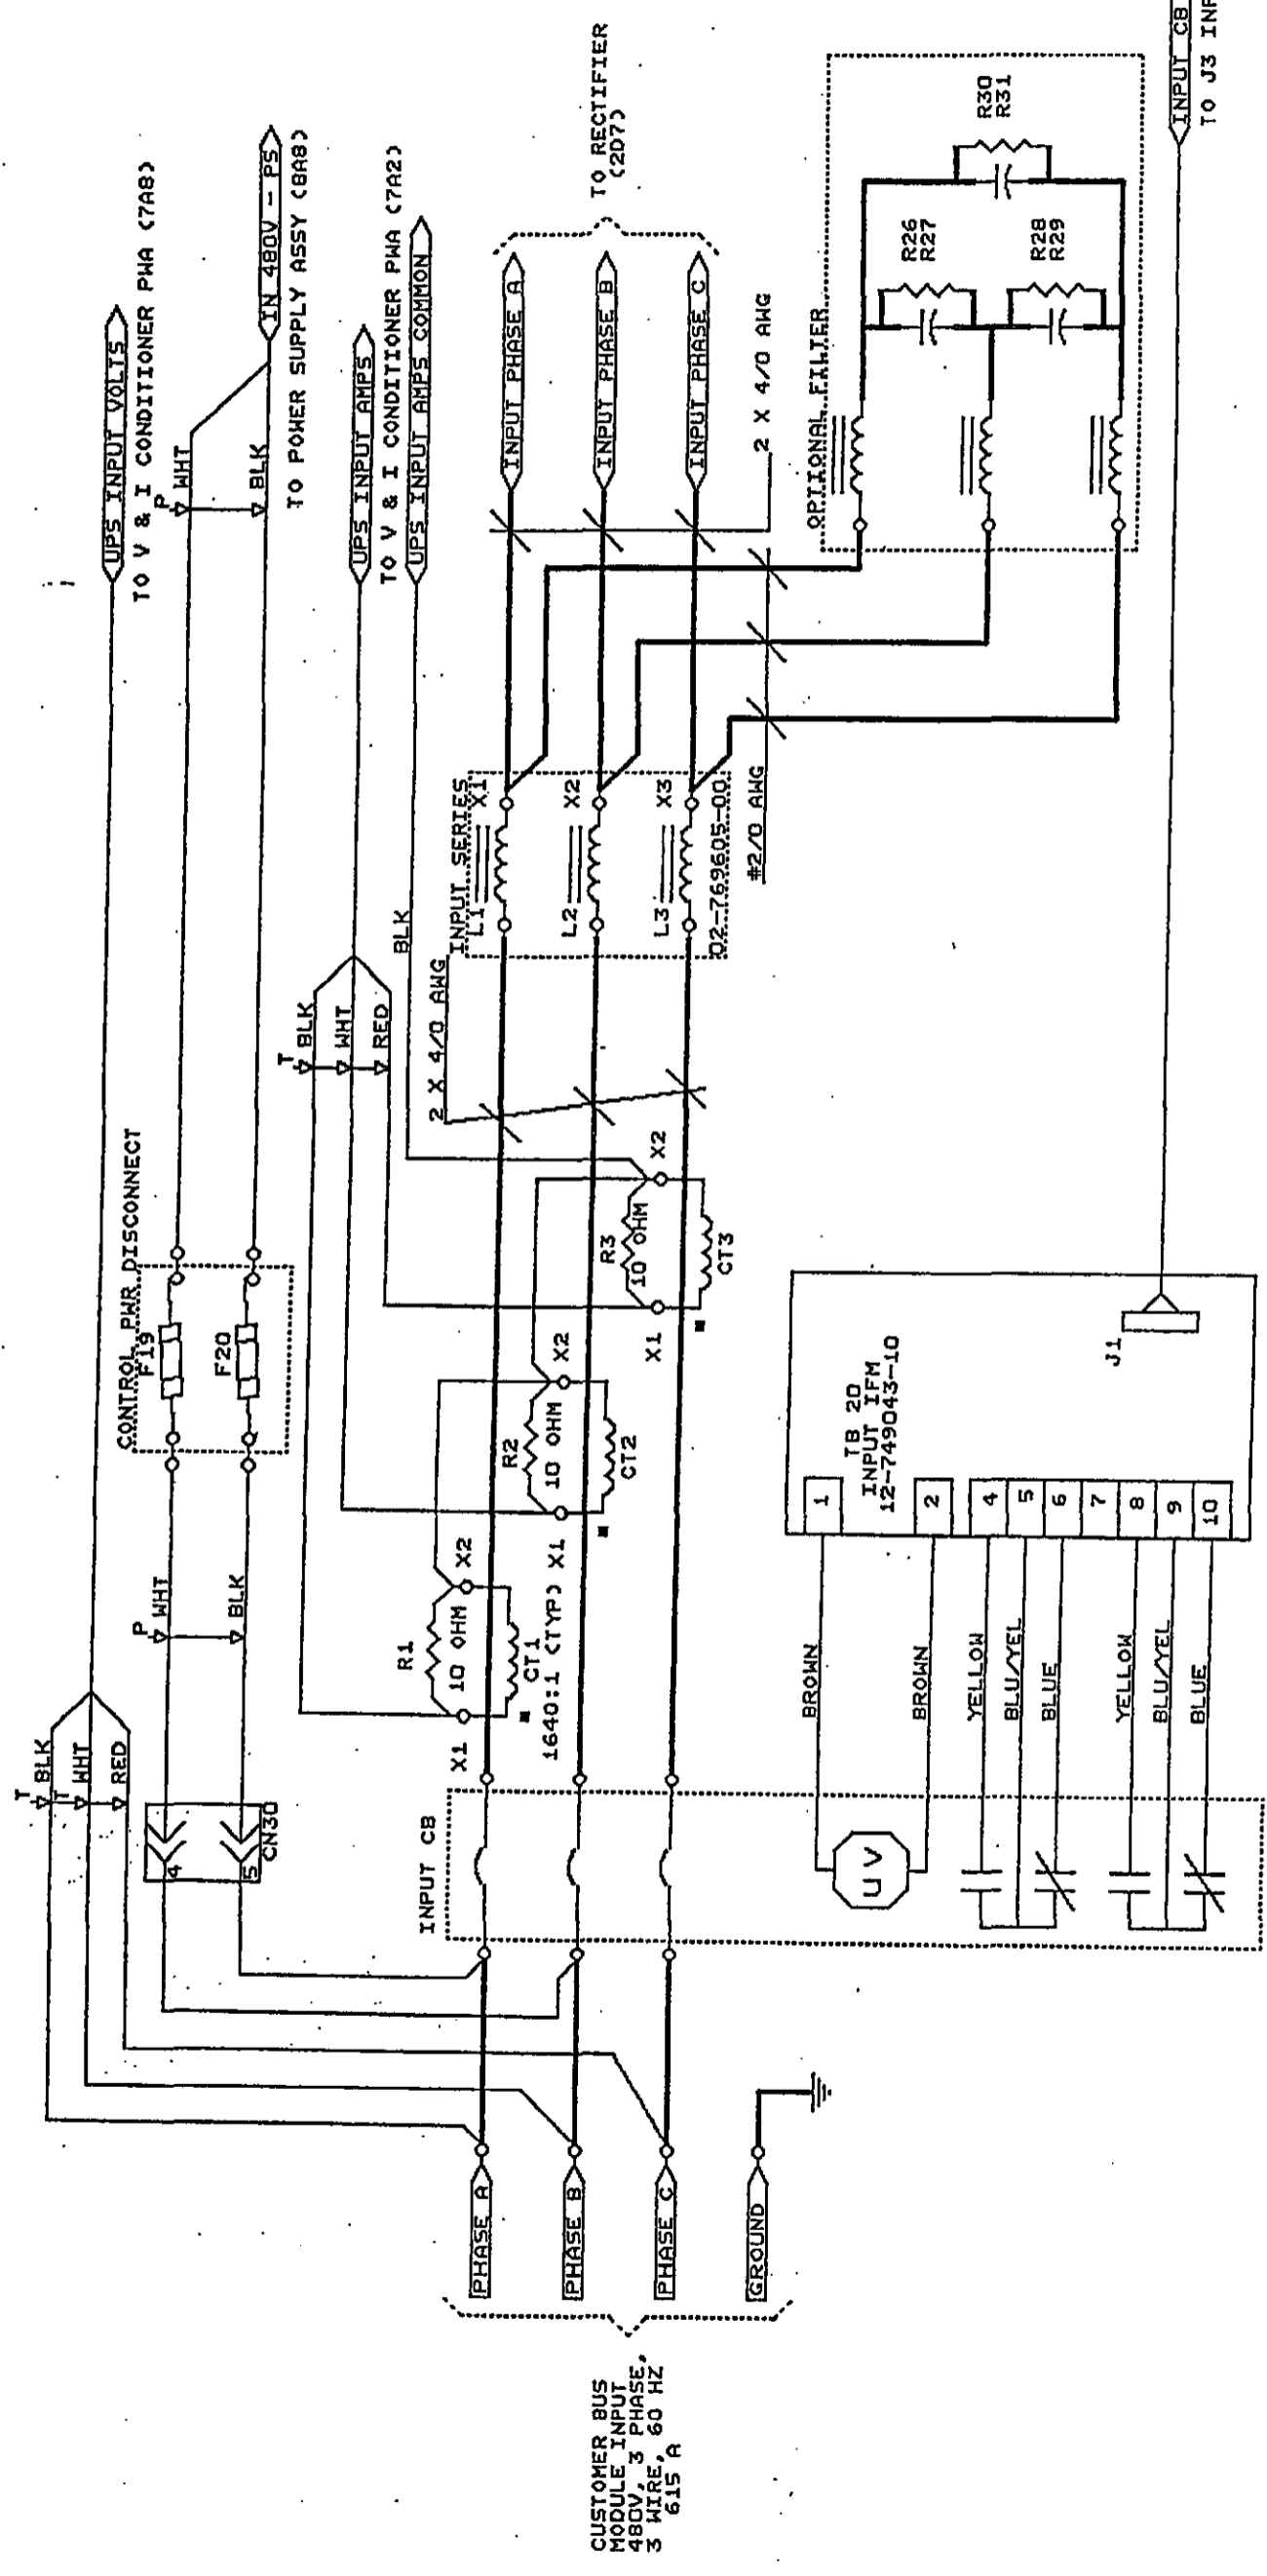 UPS INPUT VOLTS
TO V & I CONDITIONER PWA (7A8)
IN 480V - PS
TO POWER SUPPLY ASSY (8A8)
UPS INPUT AMPS
TO V & I CONDITIONER PWA (7A2)
UPS INPUT AMPS COMMON
T
BLK
T
WHT
RED
4
5
CN30
P
WHT
BLK
CONTROL PWR DISCONNECT
F19
F20
P
WHT
BLK
T
BLK
WHT
RED
BLK
R1
10 OHM
X1
X2
CT1
1640:1 (TYP)
R2
10 OHM
X1
X2
CT2
R3
10 OHM
X1
X2
CT3
2 X 4/0 AWG
INPUT SERIES
L1
X1
L2
X2
L3
X3
02-769605-00
#2/0 AWG
2 X 4/0 AWG
INPUT PHASE A
INPUT PHASE B
INPUT PHASE C
TO RECTIFIER
(2D7)
CUSTOMER BUS
MODULE INPUT
480V, 3 PHASE,
3 WIRE, 60 HZ
615 A
PHASE A
PHASE B
PHASE C
GROUND
INPUT CB
OPTIONAL FILTER
R26
R27
R28
R29
R30
R31
UV
BROWN
BROWN
YELLOW
BLU/YEL
BLUE
YELLOW
BLU/YEL
BLUE
1
2
4
5
6
7
8
9
10
TB 20
INPUT IFM
12-749043-10
J1
INPUT CB
TO J3